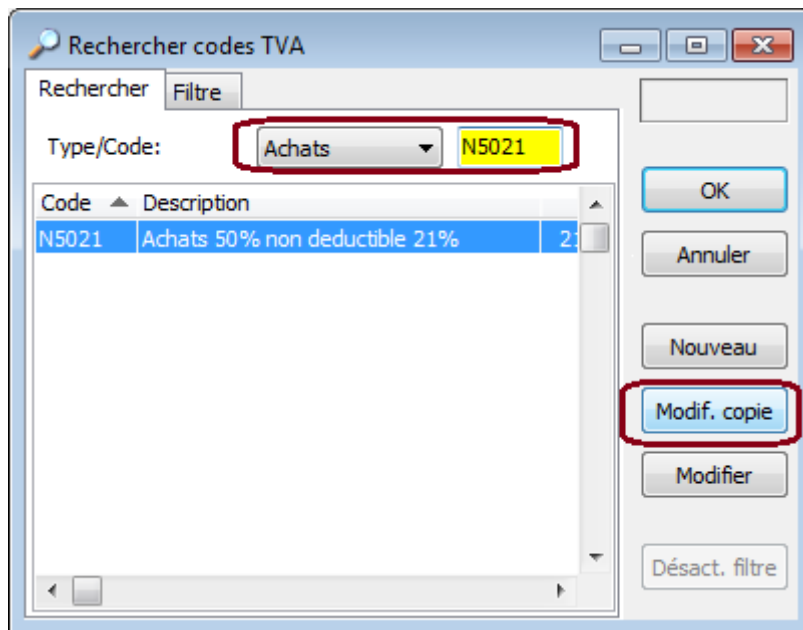 Rechercher codes TVA
Rechercher Filtre
Type/Code: Achats N5021
Code Description
N5021 Achats 50% non deductible 21% 21
OK
Annuler
Nouveau
Modif. copie
Modifier
Désact. filtre